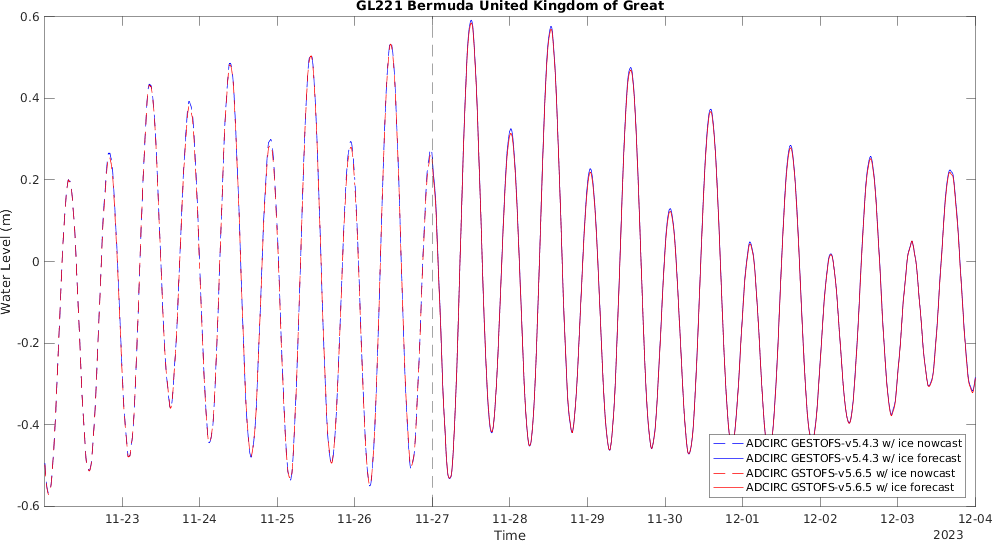 GL221 Bermuda United Kingdom of Great
Water Level (m)
0.6
0.4
0.2
0
-0.2
-0.4
-0.6
ADCIRC GESTOFS-v5.4.3 w/ ice nowcast
ADCIRC GESTOFS-v5.4.3 w/ ice forecast
ADCIRC GSTOFS-v5.6.5 w/ ice nowcast
ADCIRC GSTOFS-v5.6.5 w/ ice forecast
11-23 11-24 11-25 11-26 11-27 11-28 11-29 11-30 12-01 12-02 12-03 12-04
Time
2023